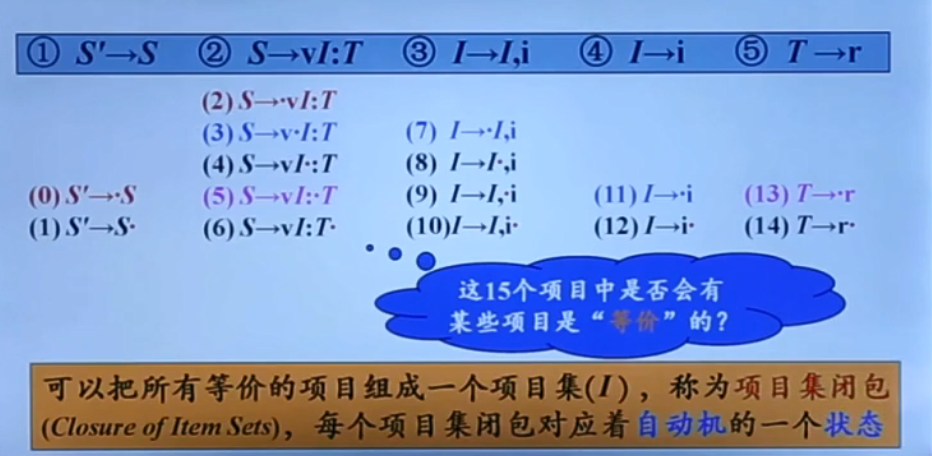 ① S'→S ② S→vI:T ③ I→I,i ④ I→i ⑤ T→r
(2) S→·vI:T
(3) S→v·I:T (7) I→·I,i
(4) S→vI·:T (8) I→I·,i
(0) S'→·S (5) S→vI:·T (9) I→I,·i (11) I→·i (13) T→·r
(1) S'→S· (6) S→vI:T· (10)I→I,i· (12) I→i· (14) T→r·
这15个项目中是否会有
某些项目是“等价”的？
可以把所有等价的项目组成一个项目集(I)，称为项目集闭包
(Closure of Item Sets)，每个项目集闭包对应着自动机的一个状态